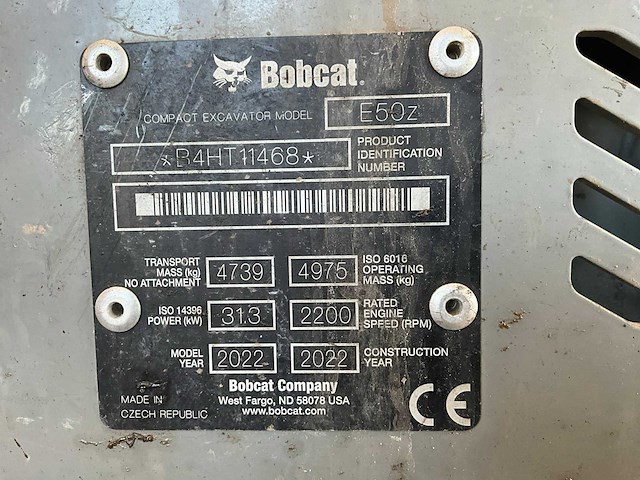 Bobcat®
COMPACT EXCAVATOR MODEL E50z
*B4HT11468* PRODUCT IDENTIFICATION NUMBER
TRANSPORT MASS (kg) NO ATTACHMENT 4739 4975 ISO 6016 OPERATING MASS (kg)
ISO 14396 POWER (kW) 31.3 2200 RATED ENGINE SPEED (RPM)
MODEL YEAR 2022 2022 CONSTRUCTION YEAR
Bobcat Company
West Fargo, ND 58078 USA
www.bobcat.com
MADE IN
CZECH REPUBLIC
CE